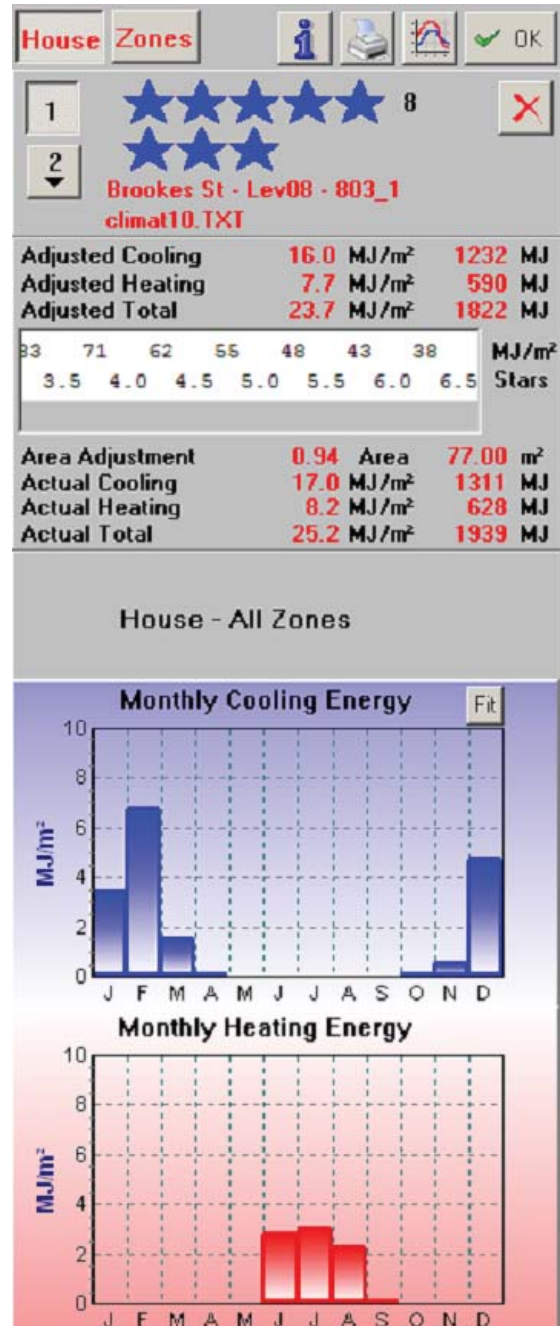 House Zones OK
1 8
2
Brookes St - Lev08 - 803_1
climat10.TXT
Adjusted Cooling 16.0 MJ/m² 1232 MJ
Adjusted Heating 7.7 MJ/m² 590 MJ
Adjusted Total 23.7 MJ/m² 1822 MJ
83 71 62 55 48 43 38 MJ/m²
3.5 4.0 4.5 5.0 5.5 6.0 6.5 Stars
Area Adjustment 0.94 Area 77.00 m²
Actual Cooling 17.0 MJ/m² 1311 MJ
Actual Heating 8.2 MJ/m² 628 MJ
Actual Total 25.2 MJ/m² 1939 MJ
House - All Zones
Monthly Cooling Energy Fit
10
8
6
4
2
0
MJ/m²
J F M A M J J A S O N D
Monthly Heating Energy
10
8
6
4
2
0
MJ/m²
J F M A M J J A S O N D